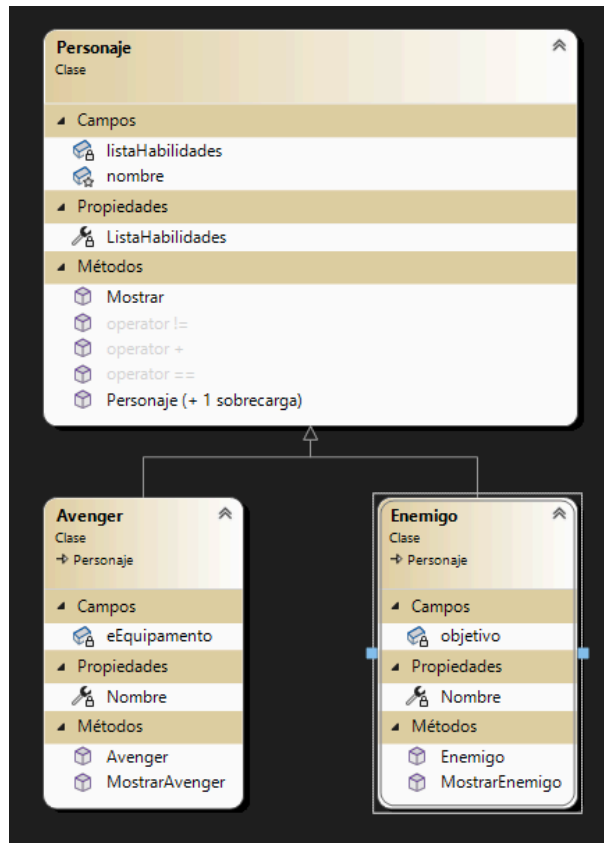 Personaje
Clase
Campos
listaHabilidades
nombre
Propiedades
ListaHabilidades
Métodos
Mostrar
operator !=
operator +
operator ==
Personaje (+ 1 sobrecarga)
Avenger
Clase
Personaje
Campos
eEquipamento
Propiedades
Nombre
Métodos
Avenger
MostrarAvenger
Enemigo
Clase
Personaje
Campos
objetivo
Propiedades
Nombre
Métodos
Enemigo
MostrarEnemigo